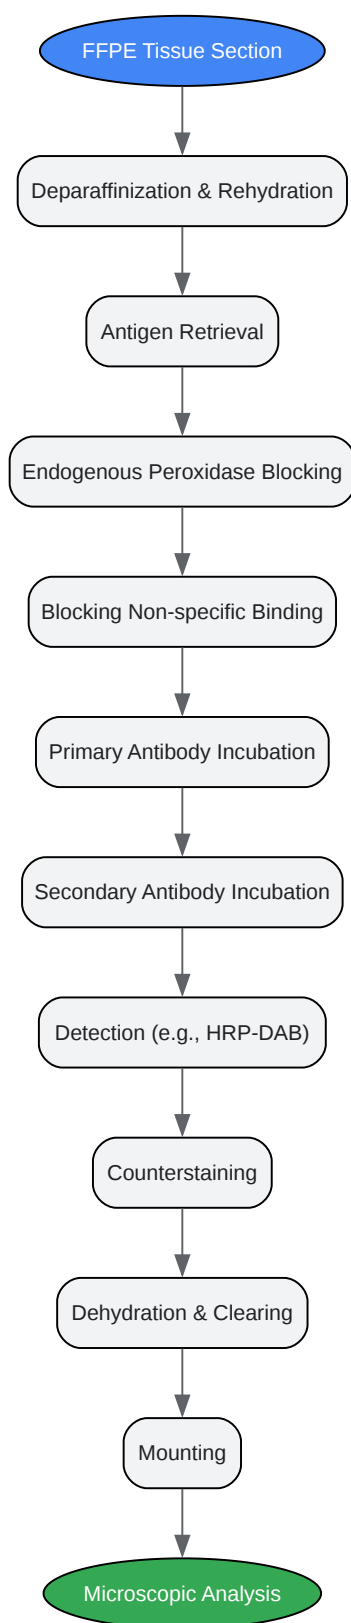 FFPE Tissue Section
Deparaffinization & Rehydration
Antigen Retrieval
Endogenous Peroxidase Blocking
Blocking Non-specific Binding
Primary Antibody Incubation
Secondary Antibody Incubation
Detection (e.g., HRP-DAB)
Counterstaining
Dehydration & Clearing
Mounting
Microscopic Analysis